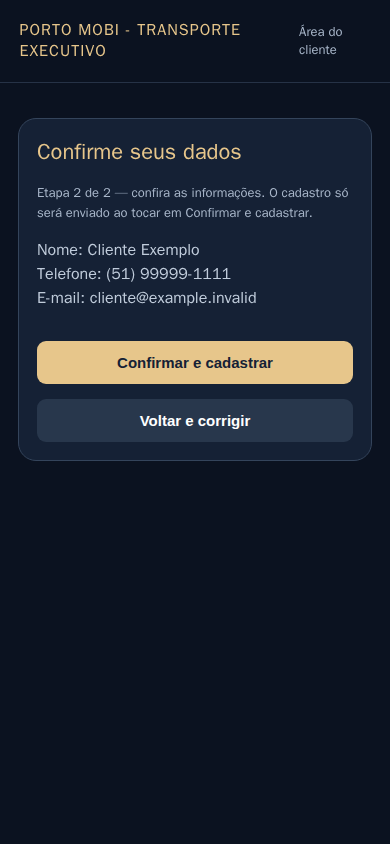 PORTO MOBI - TRANSPORTE
EXECUTIVO
Área do
cliente
Confirme seus dados
Etapa 2 de 2 — confira as informações. O cadastro só
será enviado ao tocar em Confirmar e cadastrar.
Nome: Cliente Exemplo
Telefone: (51) 99999-1111
E-mail: cliente@example.invalid
Confirmar e cadastrar
Voltar e corrigir